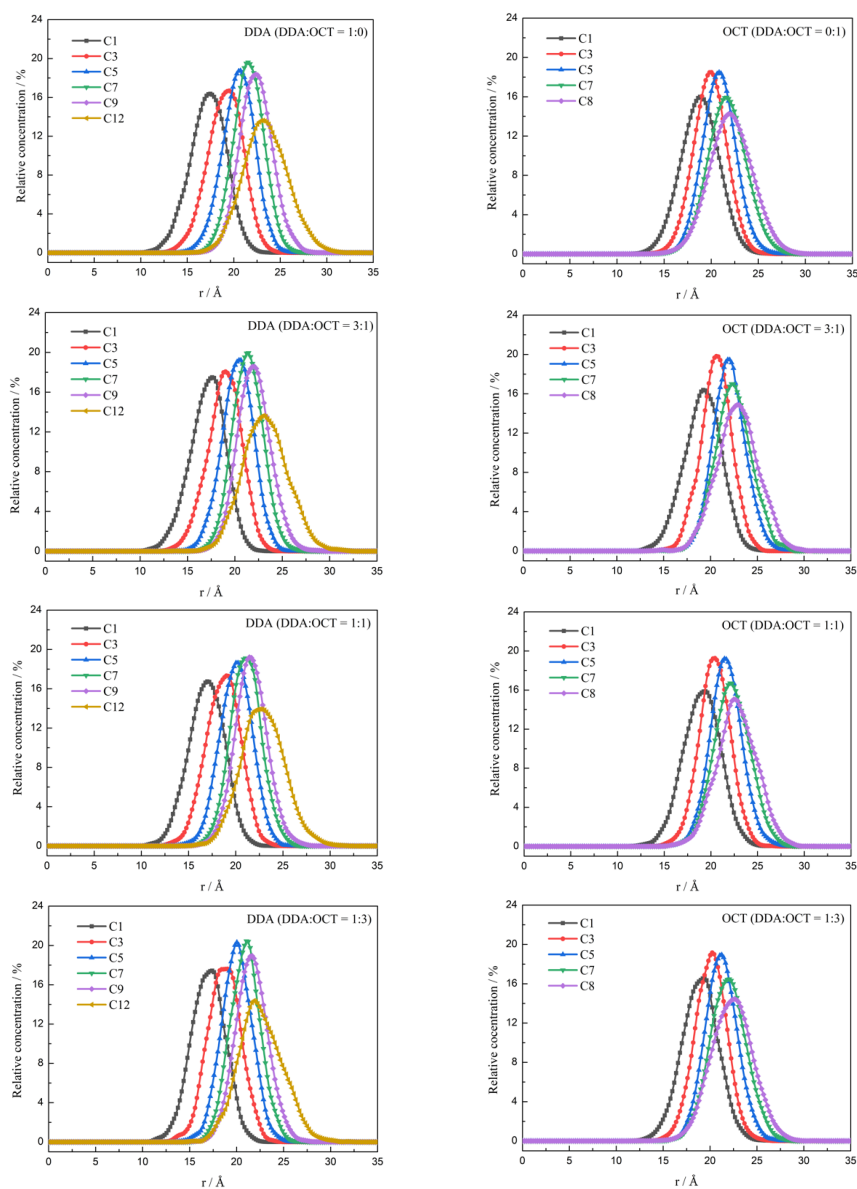 DDA (DDA:OCT = 1:0)
C1
C3
C5
C7
C9
C12
24
20
16
12
8
4
0
Relative concentration / %
0 5 10 15 20 25 30 35
r / Å
OCT (DDA:OCT = 0:1)
C1
C3
C5
C7
C8
24
20
16
12
8
4
0
Relative concentration / %
0 5 10 15 20 25 30 35
r / Å
DDA (DDA:OCT = 3:1)
C1
C3
C5
C7
C9
C12
24
20
16
12
8
4
0
Relative concentration / %
0 5 10 15 20 25 30 35
r / Å
OCT (DDA:OCT = 3:1)
C1
C3
C5
C7
C8
24
20
16
12
8
4
0
Relative concentration / %
0 5 10 15 20 25 30 35
r / Å
DDA (DDA:OCT = 1:1)
C1
C3
C5
C7
C9
C12
24
20
16
12
8
4
0
Relative concentration / %
0 5 10 15 20 25 30 35
r / Å
OCT (DDA:OCT = 1:1)
C1
C3
C5
C7
C8
24
20
16
12
8
4
0
Relative concentration / %
0 5 10 15 20 25 30 35
r / Å
DDA (DDA:OCT = 1:3)
C1
C3
C5
C7
C9
C12
24
20
16
12
8
4
0
Relative concentration / %
0 5 10 15 20 25 30 35
r / Å
OCT (DDA:OCT = 1:3)
C1
C3
C5
C7
C8
24
20
16
12
8
4
0
Relative cocentration / %
0 5 10 15 20 25 30 35
r / Å